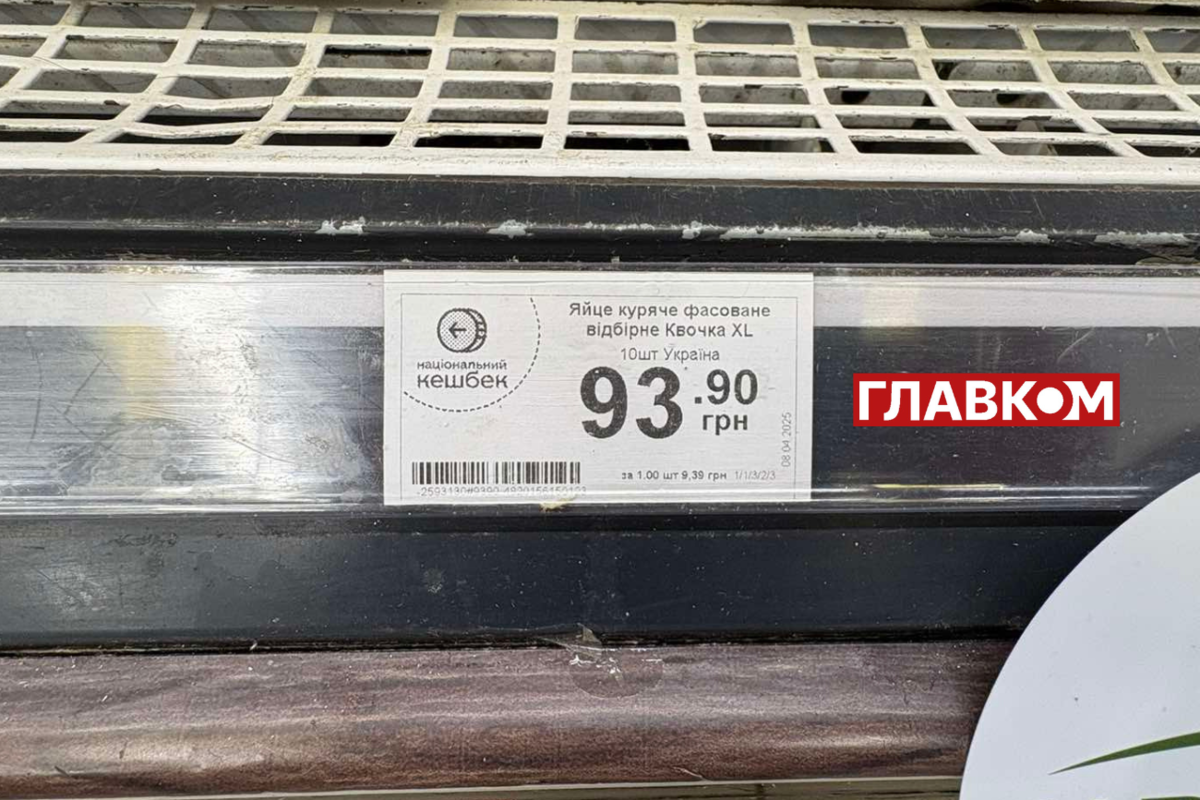 національний
кешбек
Яйце куряче фасоване
відбірне Квочка XL
10шт Україна
93.90
грн
08.04.2025
за 1.00 шт 9,39 грн 1/1/3/2/3
ГЛАВКОМ